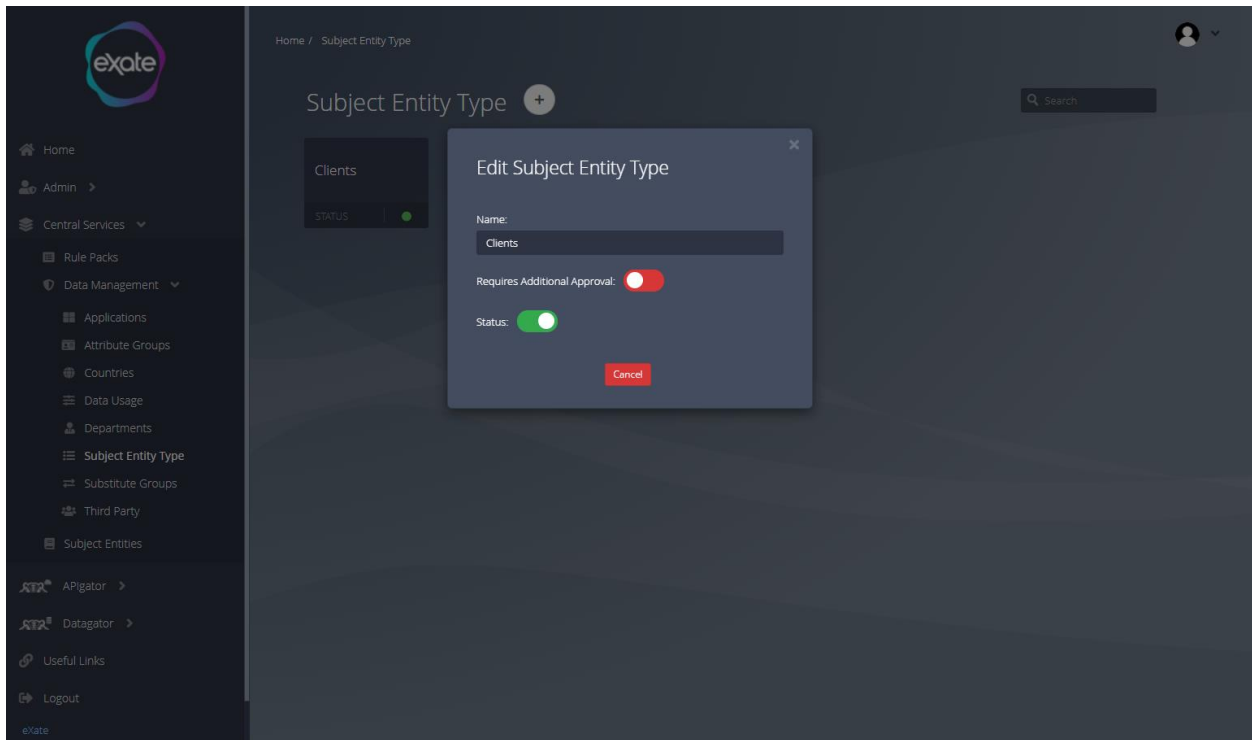 exate
Home / Subject Entity Type
Subject Entity Type +
Search
Home
Admin >
Central Services
Rule Packs
Data Management
Applications
Attribute Groups
Countries
Data Usage
Departments
Subject Entity Type
Substitute Groups
Third Party
Subject Entities
APIgator >
Datagator >
Useful Links
Logout
eXate
Clients
STATUS
Edit Subject Entity Type
×
Name:
Clients
Requires Additional Approval:
Status:
Cancel